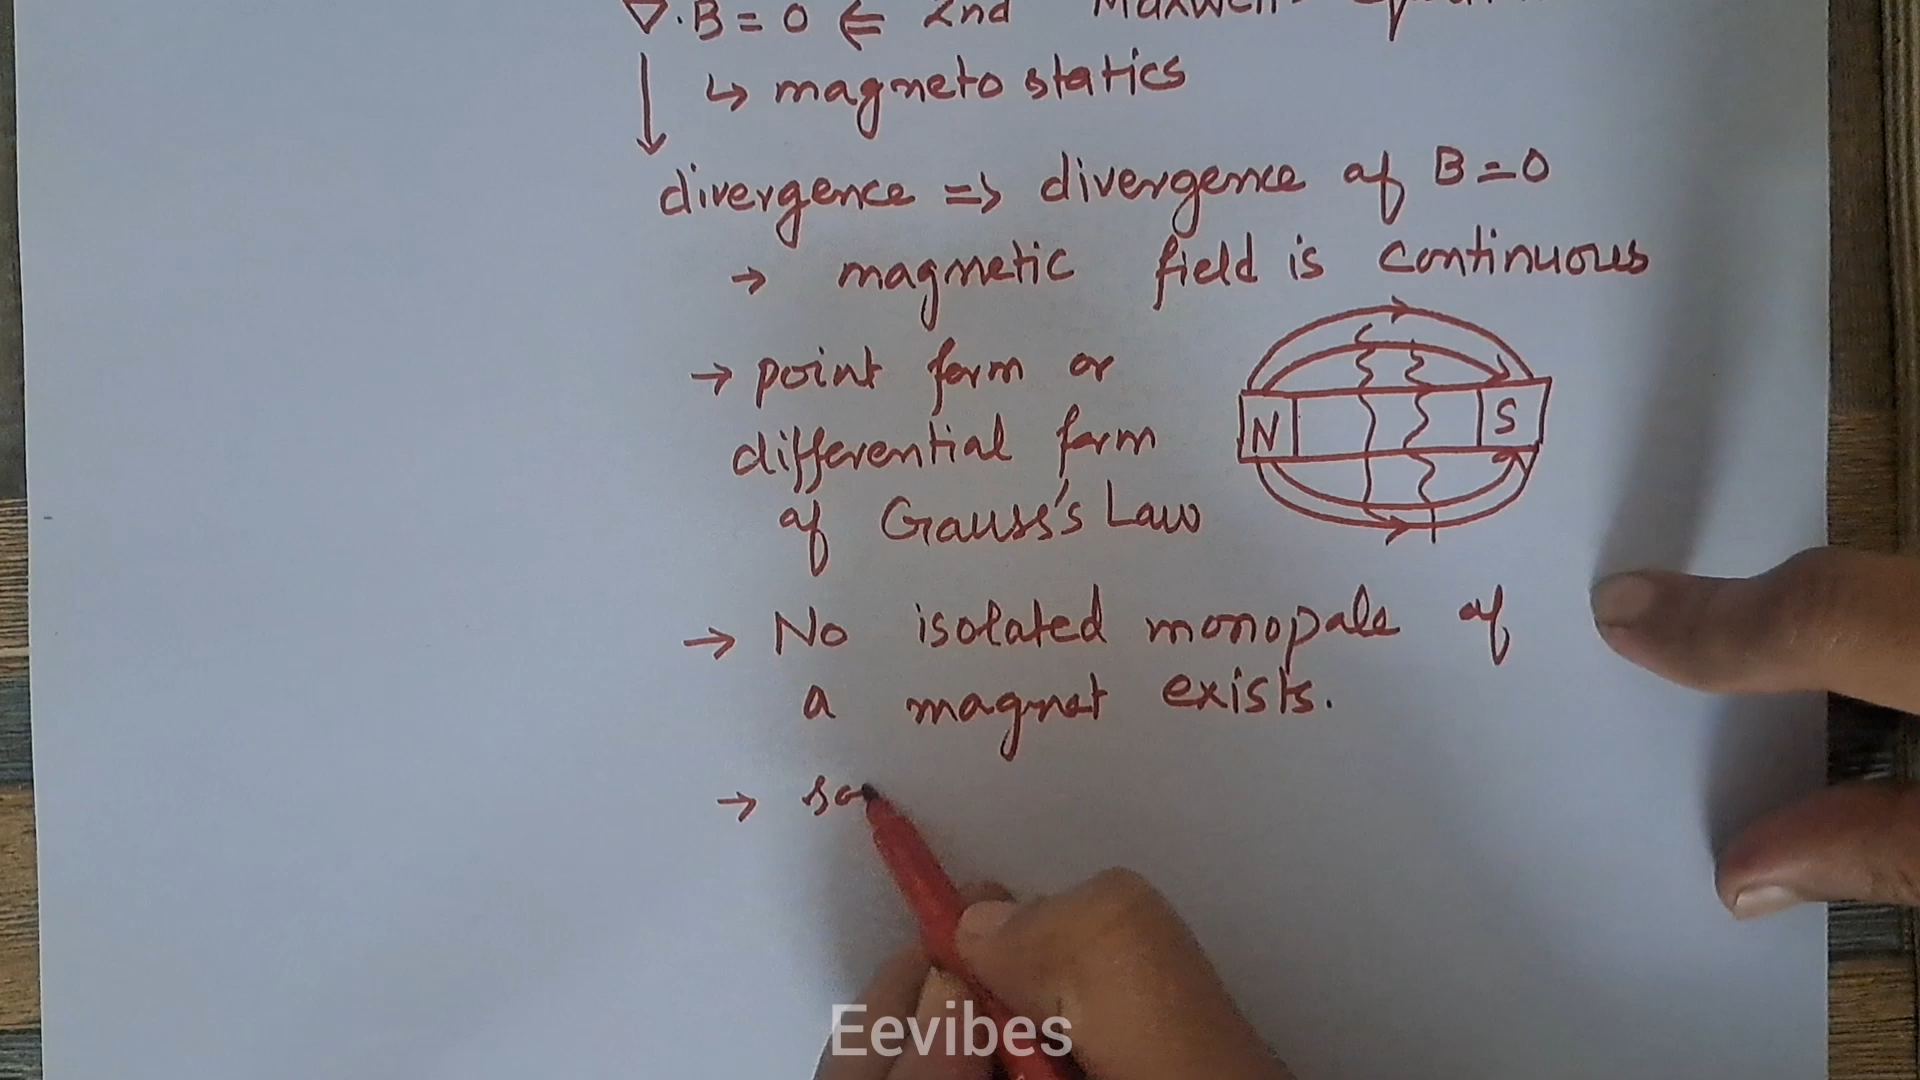 ∇.B = 0 ⇐ 2nd
↳ magneto statics
divergence => divergence of B=0
→ magnetic field is continuous
→ point form or
differential form
of Gauss's Law
N S
→ No isolated monopole of
a magnet exists.
→ so
Eevibes